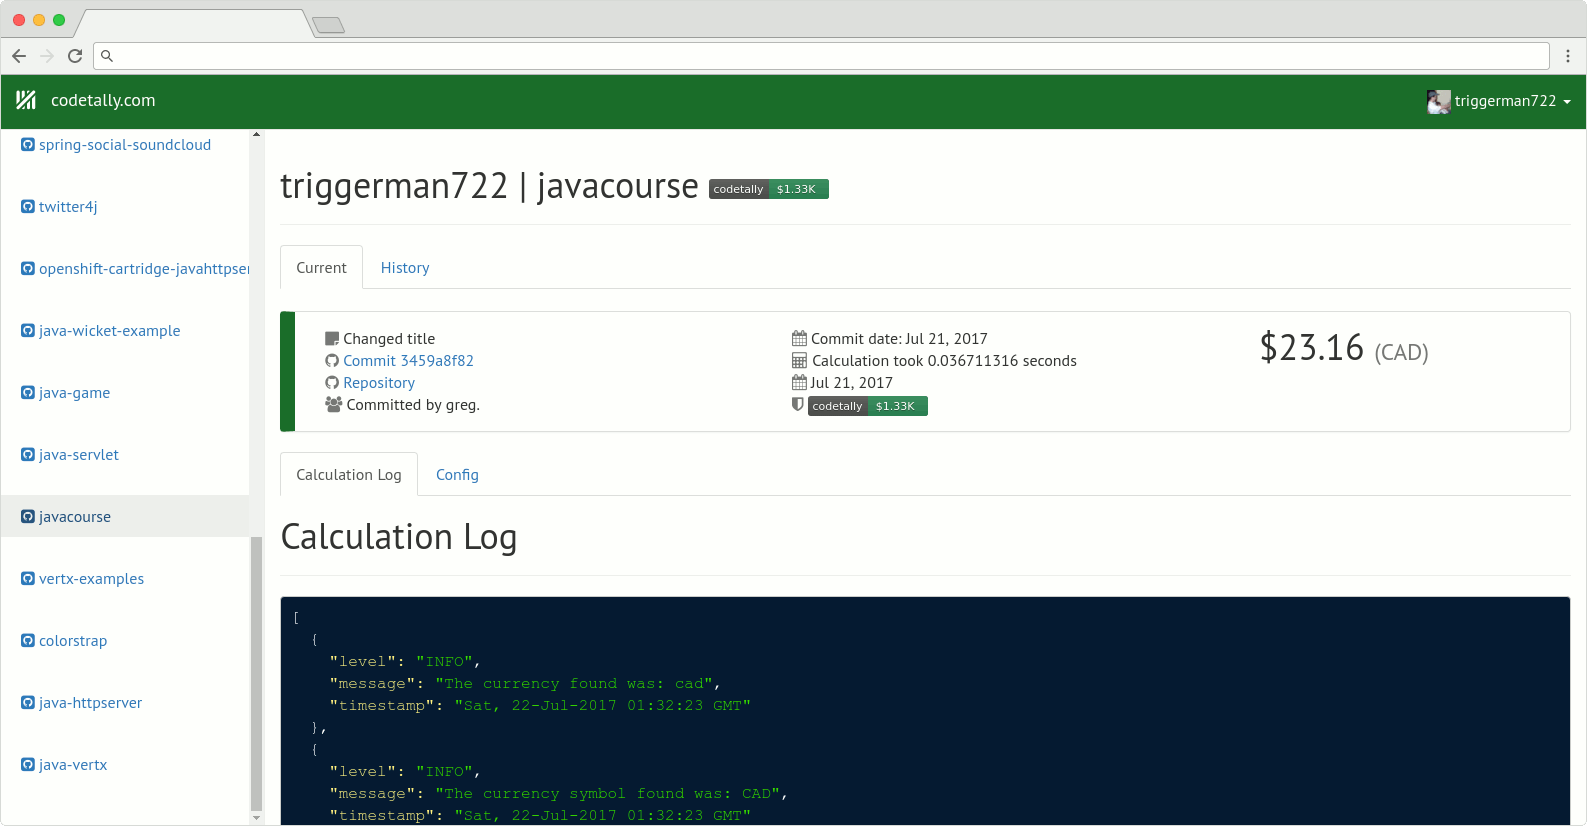 codetally.com
triggerman722
spring-social-soundcloud
twitter4j
openshift-cartridge-javahttpser
java-wicket-example
java-game
java-servlet
javacourse
vertx-examples
colorstrap
java-httpserver
java-vertx
triggerman722 | javacourse codetally $1.33K
Current History
Changed title
Commit 3459a8f82
Repository
Committed by greg.
Commit date: Jul 21, 2017
Calculation took 0.036711316 seconds
Jul 21, 2017
codetally $1.33K
$23.16 (CAD)
Calculation Log Config
Calculation Log
[
{
"level": "INFO",
"message": "The currency found was: cad",
"timestamp": "Sat, 22-Jul-2017 01:32:23 GMT"
},
{
"level": "INFO",
"message": "The currency symbol found was: CAD",
"timestamp": "Sat, 22-Jul-2017 01:32:23 GMT"